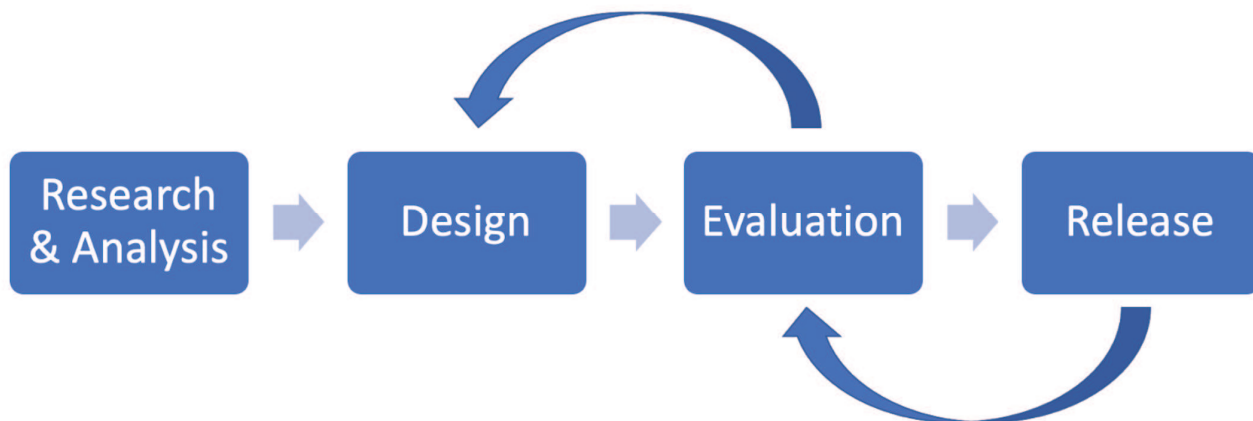 Research
& Analysis
Design
Evaluation
Release